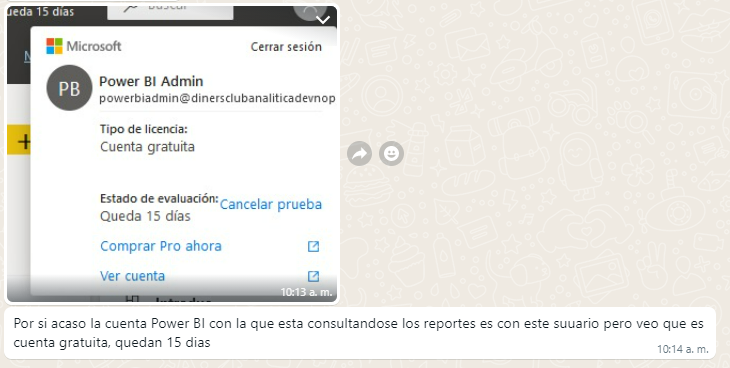 ueda 15 días
Buscar
Microsoft
Cerrar sesión
PB
Power BI Admin
powerbiadmin@dinersclubanaliticadevnop
Tipo de licencia:
Cuenta gratuita
Estado de evaluación:
Cancelar prueba
Queda 15 días
Comprar Pro ahora
Ver cuenta
10:13 a. m.
Por si acaso la cuenta Power BI con la que esta consultandose los reportes es con este suuario pero veo que es
cuenta gratuita, quedan 15 dias
10:14 a. m.